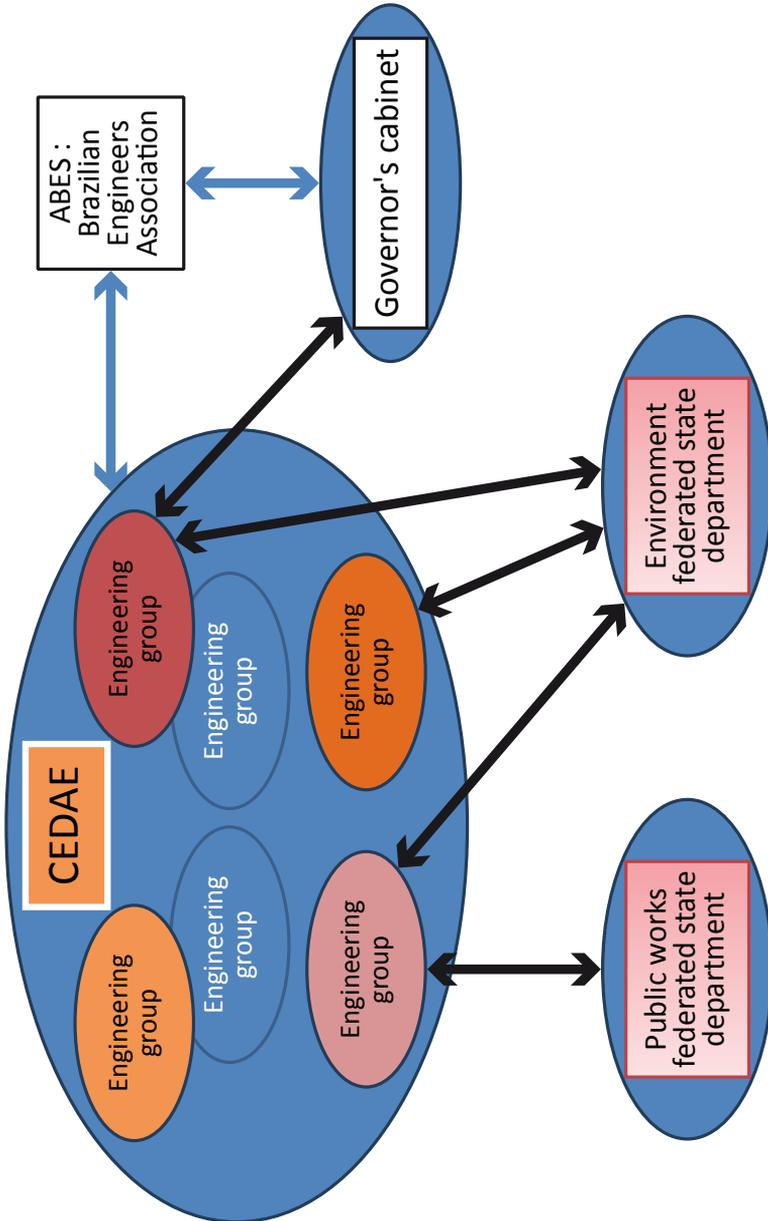 CEDAE
Engineering
group
Engineering
group
Engineering
group
Engineering
group
Engineering
group
Engineering
group
ABES :
Brazilian
Engineers
Association
Governor's cabinet
Public works
federated state
department
Environment
federated state
department